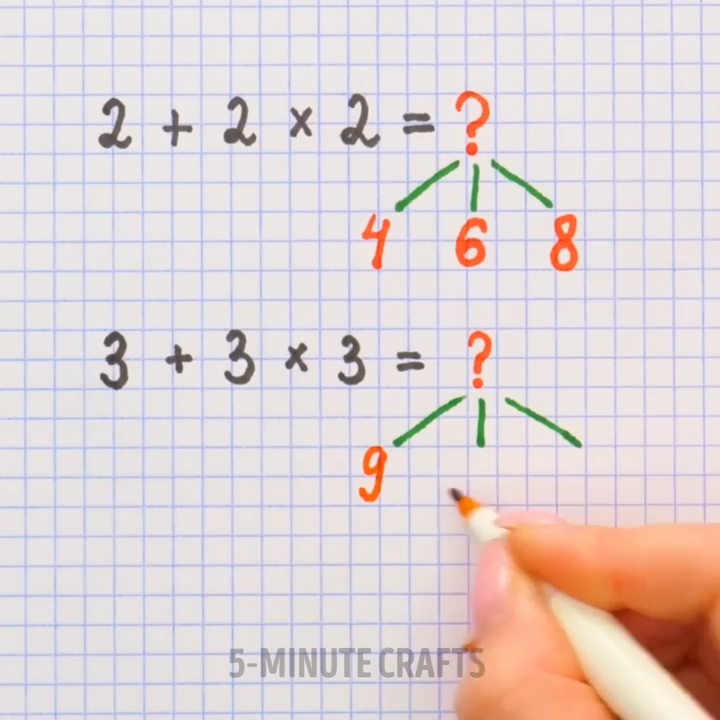 2 + 2 × 2 = ?
4 6 8
3 + 3 × 3 = ?
9
5-MINUTE CRAFTS